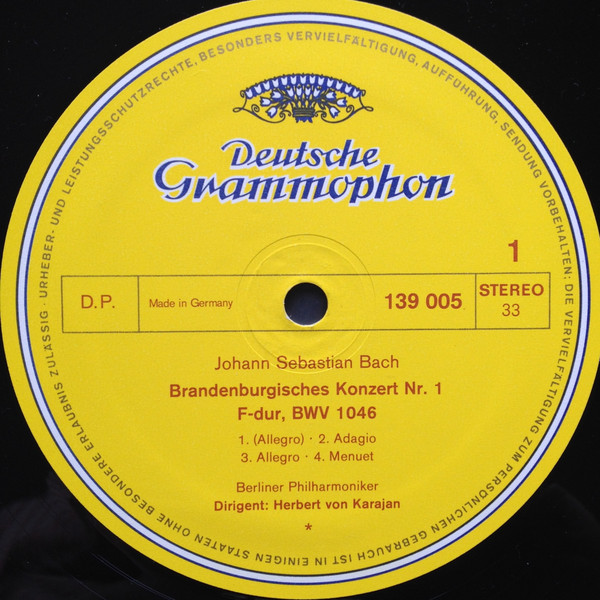 Deutsche
Grammophon
1
D.P.
Made in Germany
139 005
STEREO
33
Johann Sebastian Bach
Brandenburgisches Konzert Nr. 1
F-dur, BWV 1046
1. (Allegro) · 2. Adagio
3. Allegro · 4. Menuet
Berliner Philharmoniker
Dirigent: Herbert von Karajan
*
URHEBER- UND LEISTUNGSSCHUTZRECHTE, BESONDERS VERVIELFÄLTIGUNG, AUFFÜHRUNG, SENDUNG VORBEHALTEN; DIE VERVIELFÄLTIGUNG ZUM PERSÖNLICHEN GEBRAUCH IST IN EINIGEN STAATEN OHNE BESONDERE ERLAUBNIS ZULÄSSIG ·